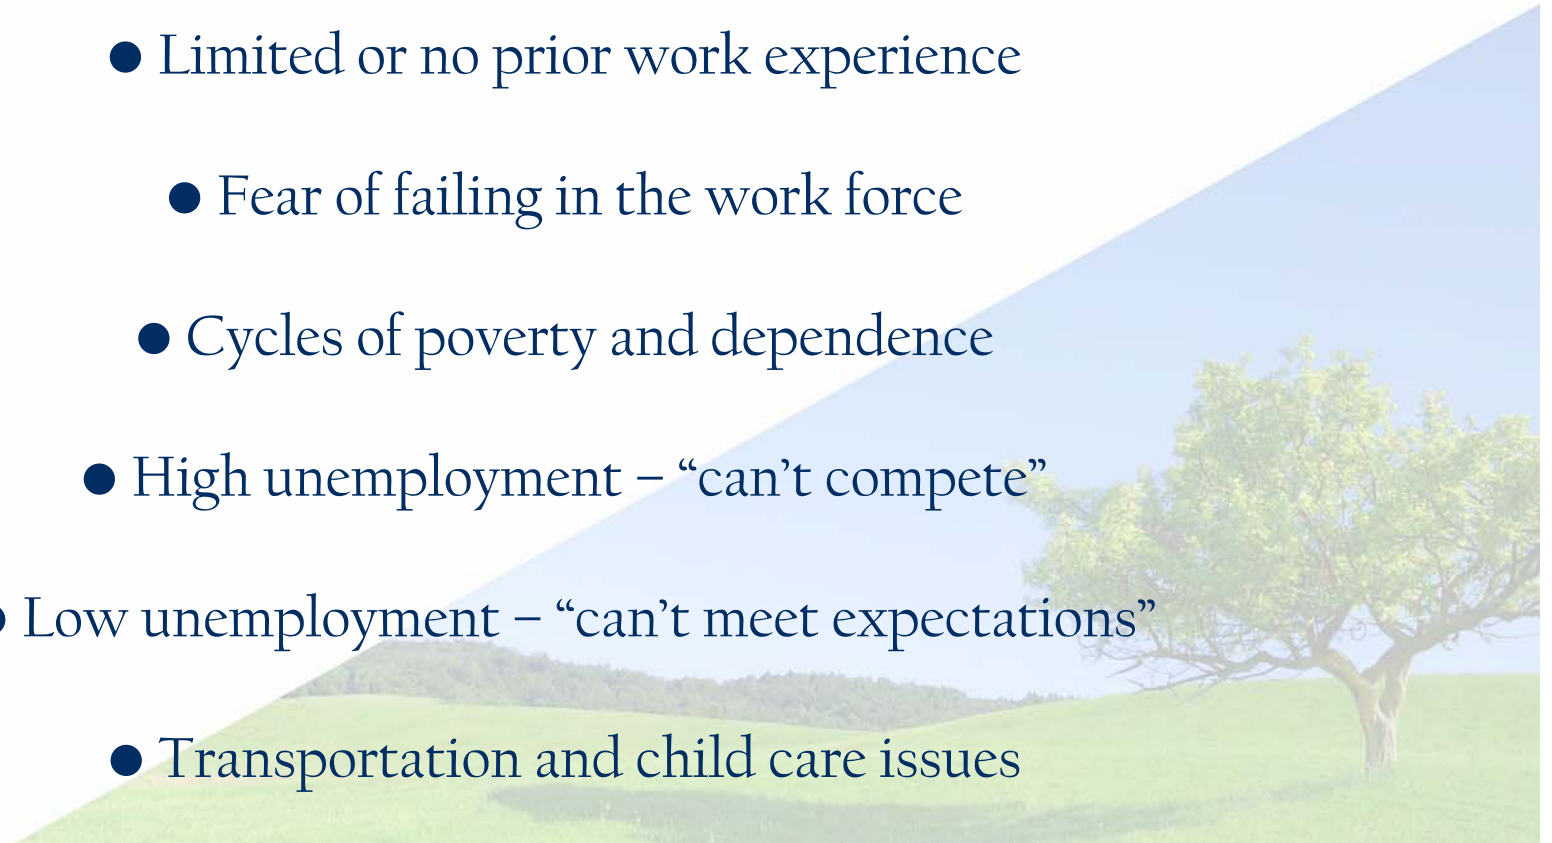 • Limited or no prior work experience
• Fear of failing in the work force
• Cycles of poverty and dependence
• High unemployment – “can’t compete”
• Low unemployment – “can’t meet expectations”
• Transportation and child care issues